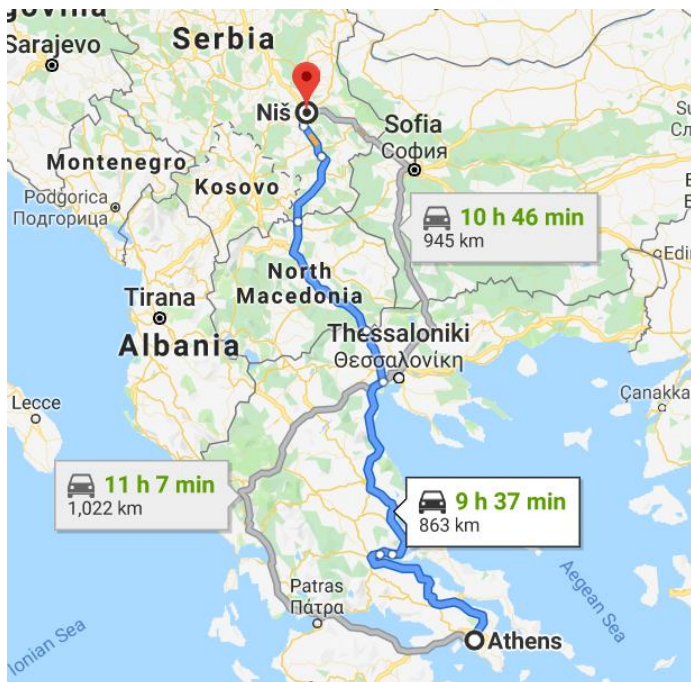 govina
Sarajevo
Serbia
Niš
Sofia
София
Montenegro
Kosovo
Podgorica
Подгорица
10 h 46 min
945 km
North
Macedonia
Tirana
Albania
Thessaloniki
Θεσσαλονίκη
Lecce
Çanakka
11 h 7 min
1,022 km
9 h 37 min
863 km
Patras
Πάτρα
Athens
Aegean Sea
Ionian Sea